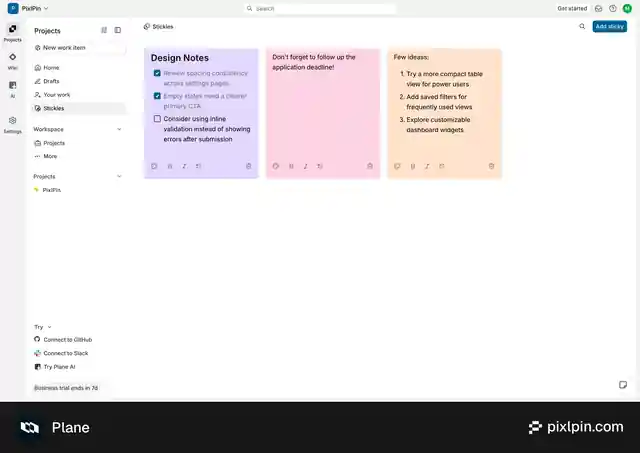 P PixlPin
Search
Get started
M
Projects
Wiki
AI
Settings
Projects
New work item
Home
Drafts
Your work
Stickies
Workspace
Projects
More
Projects
PixlPin
Try
Connect to GitHub
Connect to Slack
Try Plane AI
Business trial ends in 7d
Stickies
Add sticky
Design Notes
Review spacing consistency
across settings pages
Empty states need a clearer
primary CTA
Consider using inline
validation instead of showing
errors after submission
Don't forget to follow up the
application deadline!
Few ideass:
1. Try a more compact table
view for power users
2. Add saved filters for
frequently used views
3. Explore customizable
dashboard widgets
Plane
pixlpin.com